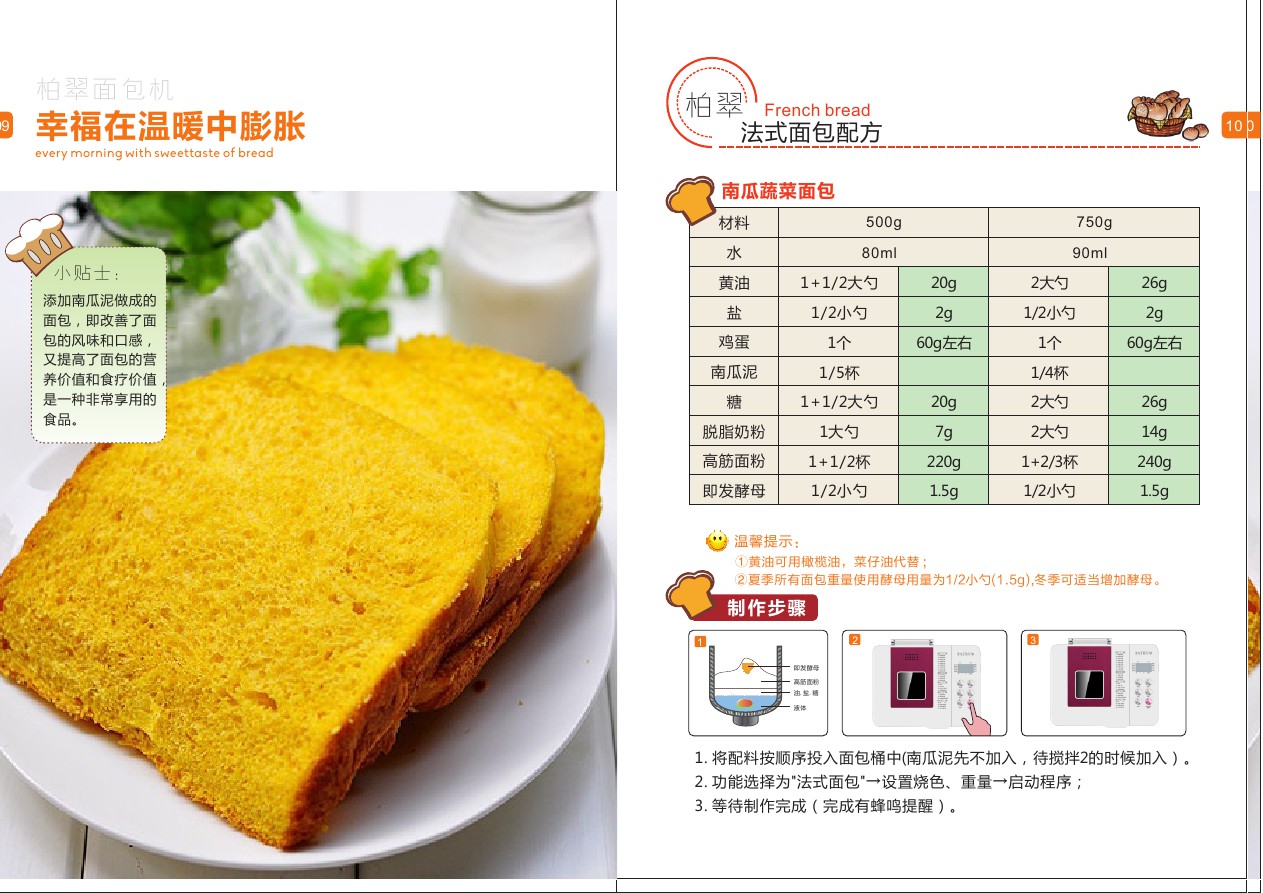 柏翠面包机
09
幸福在温暖中膨胀
every morning with sweettaste of bread
小贴士：
添加南瓜泥做成的
面包，即改善了面
包的风味和口感，
又提高了面包的营
养价值和食疗价值，
是一种非常享用的
食品。
柏翠
French bread
法式面包配方
10 0
南瓜蔬菜面包
材料 500g 750g
水 80ml 90ml
黄油 1+1/2大勺 20g 2大勺 26g
盐 1/2小勺 2g 1/2小勺 2g
鸡蛋 1个 60g左右 1个 60g左右
南瓜泥 1/5杯 1/4杯
糖 1+1/2大勺 20g 2大勺 26g
脱脂奶粉 1大勺 7g 2大勺 14g
高筋面粉 1+1/2杯 220g 1+2/3杯 240g
即发酵母 1/2小勺 1.5g 1/2小勺 1.5g
温馨提示：
①黄油可用橄榄油，菜仔油代替；
②夏季所有面包重量使用酵母用量为1/2小勺(1.5g),冬季可适当增加酵母。
制作步骤
1
即发酵母
高筋面粉
油. 盐. 糖
液体
2
3
1. 将配料按顺序投入面包桶中(南瓜泥先不加入，待搅拌2的时候加入）。
2. 功能选择为"法式面包"→设置烧色、重量→启动程序；
3. 等待制作完成（完成有蜂鸣提醒）。